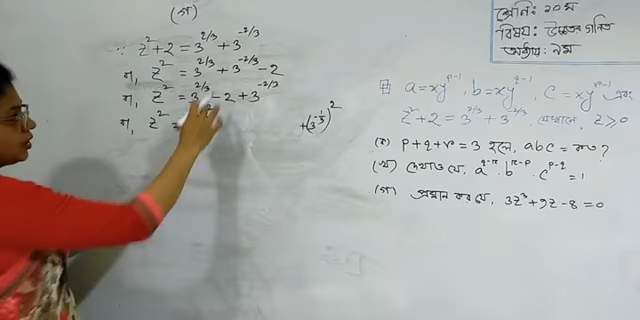 (গ)
∵ z² + 2 = 3^{2/3} + 3^{-2/3}
বা, z² = 3^{2/3} + 3^{-2/3} - 2
বা, z² = 3^{2/3} - 2 + 3^{-2/3}
বা, z² = + (3^{-1/3})²
শ্রেণি: ১০ম
বিষয়: উচ্চতর গণিত
অধ্যায়: ৯ম
a = xy^{p-1}, b = xy^{q-1}, c = xy^{r-1} এবং
z² + 2 = 3^{2/3} + 3^{-2/3}, যেখানে, z ≥ 0
(ক) p + q + r = 3 হলে, abc = কত?
(খ) দেখাও যে, a^{q-r} . b^{r-p} . c^{p-q} = 1
(গ) প্রমাণ কর যে, 3z³ + 9z - 8 = 0